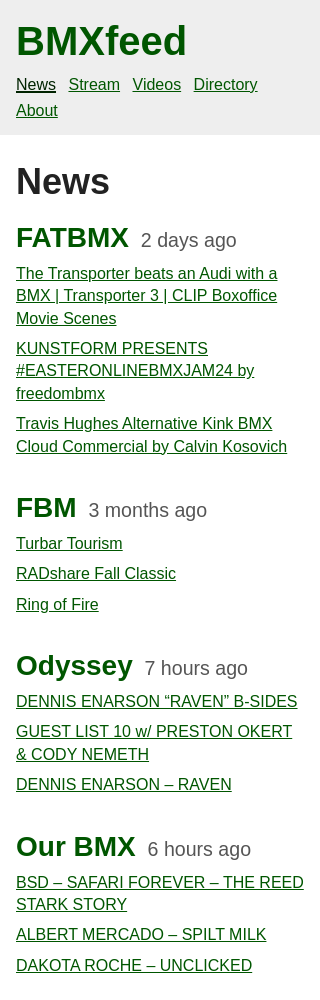 BMXfeed
News Stream Videos Directory
About
News
FATBMX 2 days ago
The Transporter beats an Audi with a
BMX | Transporter 3 | CLIP Boxoffice
Movie Scenes
KUNSTFORM PRESENTS
#EASTERONLINEBMXJAM24 by
freedombmx
Travis Hughes Alternative Kink BMX
Cloud Commercial by Calvin Kosovich
FBM 3 months ago
Turbar Tourism
RADshare Fall Classic
Ring of Fire
Odyssey 7 hours ago
DENNIS ENARSON “RAVEN” B-SIDES
GUEST LIST 10 w/ PRESTON OKERT
& CODY NEMETH
DENNIS ENARSON – RAVEN
Our BMX 6 hours ago
BSD – SAFARI FOREVER – THE REED
STARK STORY
ALBERT MERCADO – SPILT MILK
DAKOTA ROCHE – UNCLICKED